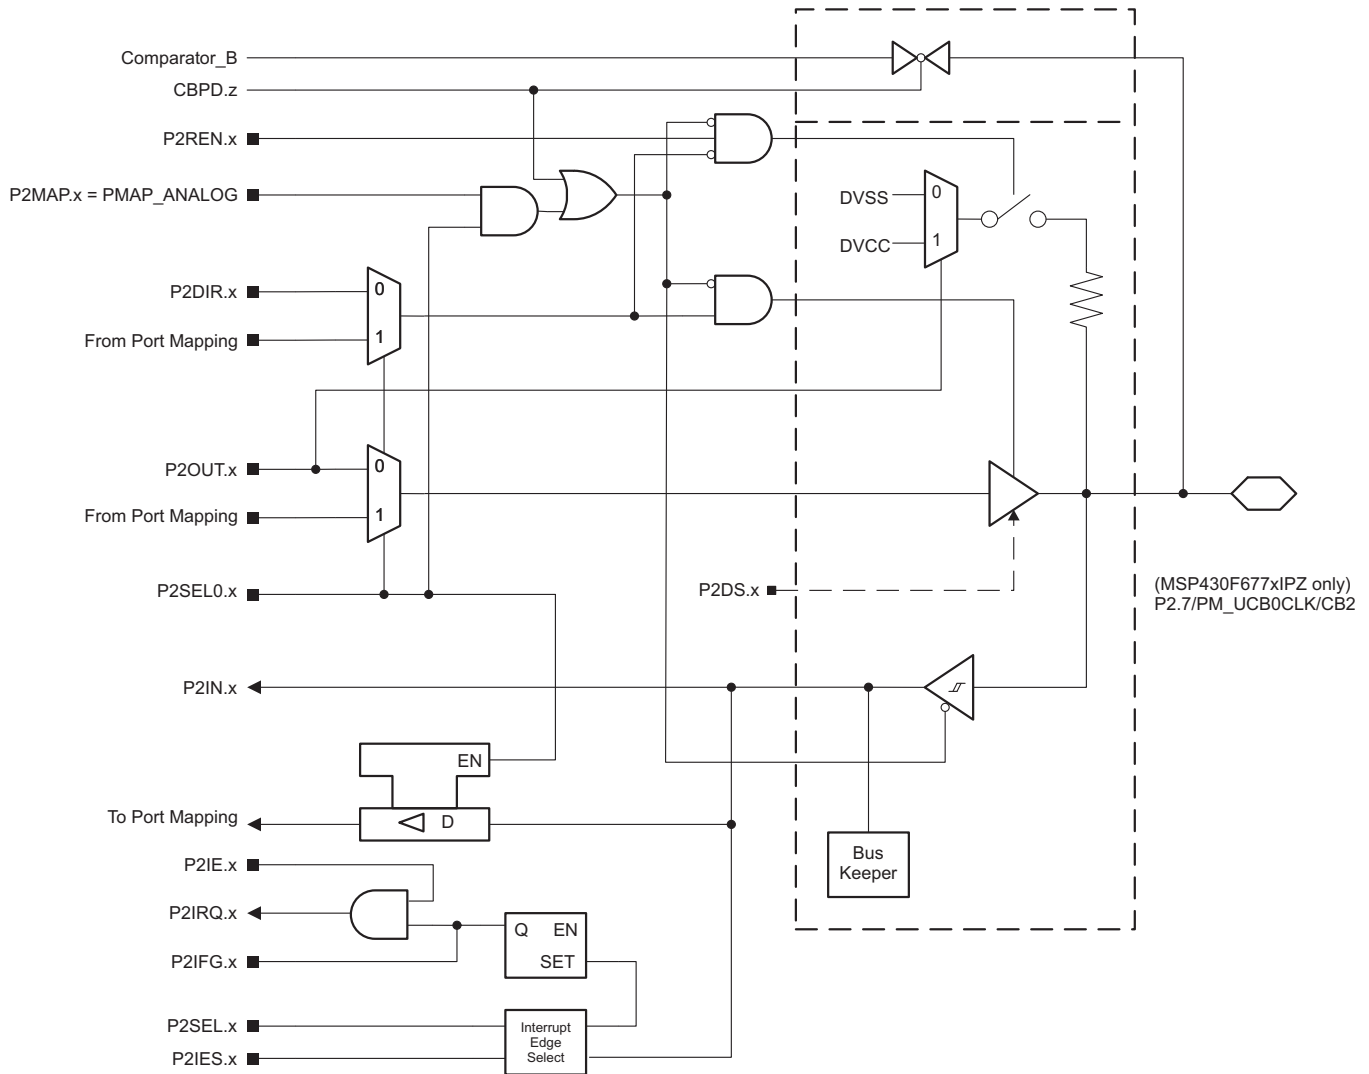 Comparator_B
CBPD.z
P2REN.x
P2MAP.x = PMAP_ANALOG
DVSS
0
DVCC
1
P2DIR.x
0
From Port Mapping
1
P2OUT.x
0
From Port Mapping
1
P2SEL0.x
P2DS.x
(MSP430F677xIPZ only)
P2.7/PM_UCB0CLK/CB2
P2IN.x
EN
To Port Mapping
D
Bus
Keeper
P2IE.x
P2IRQ.x
Q EN
SET
P2IFG.x
P2SEL.x
P2IES.x
Interrupt
Edge
Select